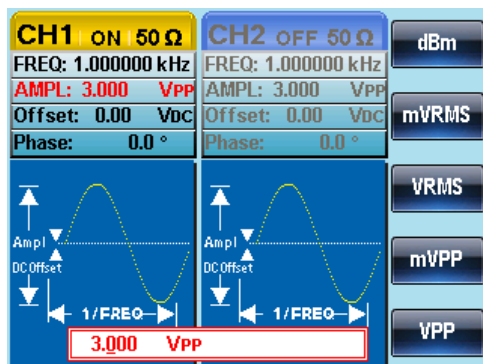 CH1 ON 50 Ω
FREQ: 1.000000 kHz
AMPL: 3.000 VPP
Offset: 0.00 VDC
Phase: 0.0 °
CH2 OFF 50 Ω
FREQ: 1.000000 kHz
AMPL: 3.000 VPP
Offset: 0.00 VDC
Phase: 0.0 °
Ampl
DC Offset
1/FREQ
Ampl
DC Offset
1/FREQ
3.000 VPP
dBm
mVRMS
VRMS
mVPP
VPP